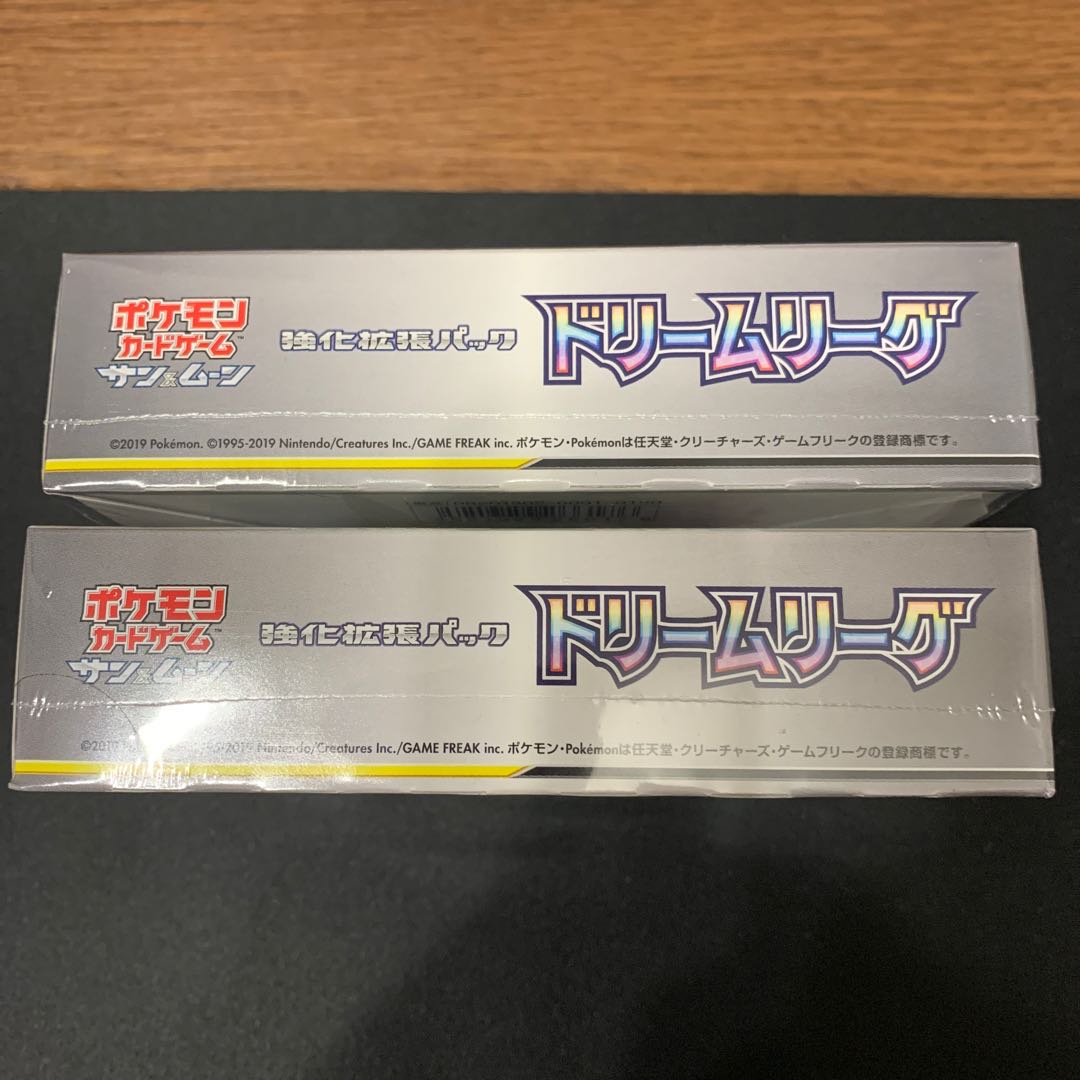 ポケモン
カードゲーム™
サン&ムーン
強化拡張パック
ドリームリーグ
©2019 Pokémon. ©1995-2019 Nintendo/Creatures Inc./GAME FREAK inc. ポケモン・Pokémonは任天堂・クリーチャーズ・ゲームフリークの登録商標です。
ポケモン
カードゲーム™
サン&ムーン
強化拡張パック
ドリームリーグ
©2019 Nintendo/Creatures Inc./GAME FREAK inc. ポケモン・Pokémonは任天堂・クリーチャーズ・ゲームフリークの登録商標です。